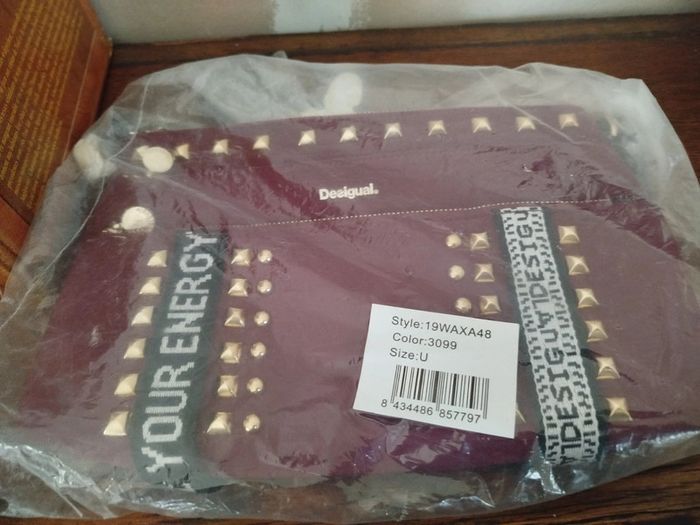 Desigual.
YOUR ENERGY
DESIGUAL DESIGU
Style:19WAXA48
Color:3099
Size:U
8 434486 857797